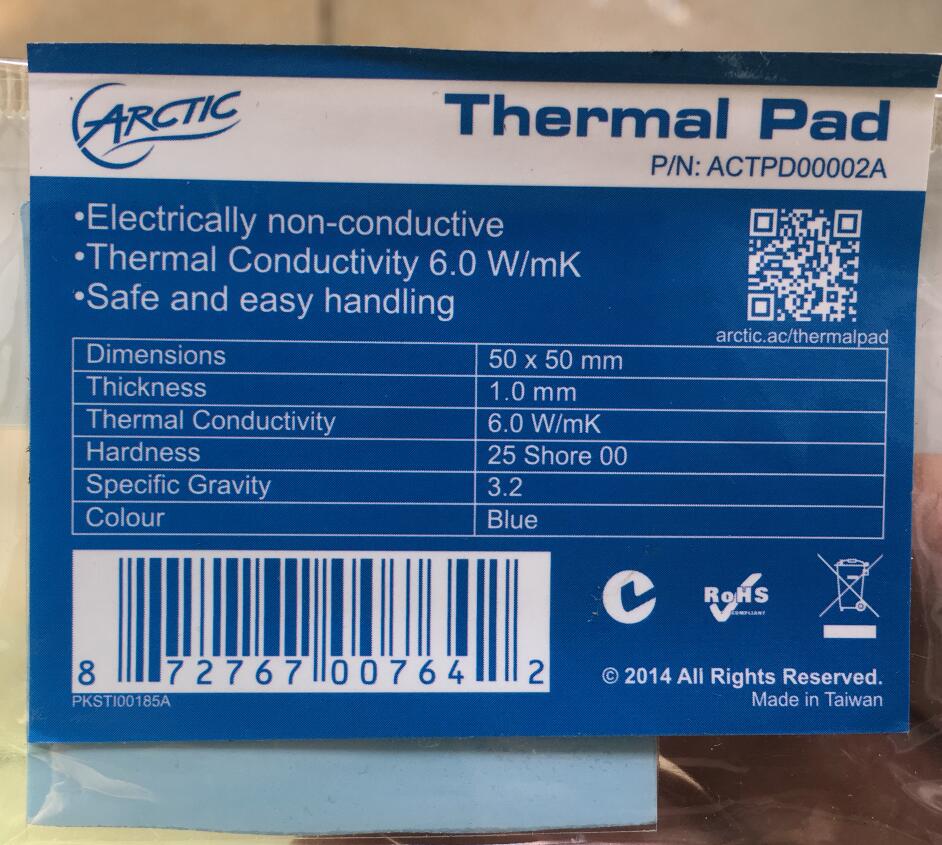 ARCTIC
Thermal Pad
P/N: ACTPD00002A
•Electrically non-conductive
•Thermal Conductivity 6.0 W/mK
•Safe and easy handling
arctic.ac/thermalpad
Dimensions 50 x 50 mm
Thickness 1.0 mm
Thermal Conductivity 6.0 W/mK
Hardness 25 Shore 00
Specific Gravity 3.2
Colour Blue
8 72767 00764 2
PKSTI00185A
RoHS
COMPLIANT
© 2014 All Rights Reserved.
Made in Taiwan